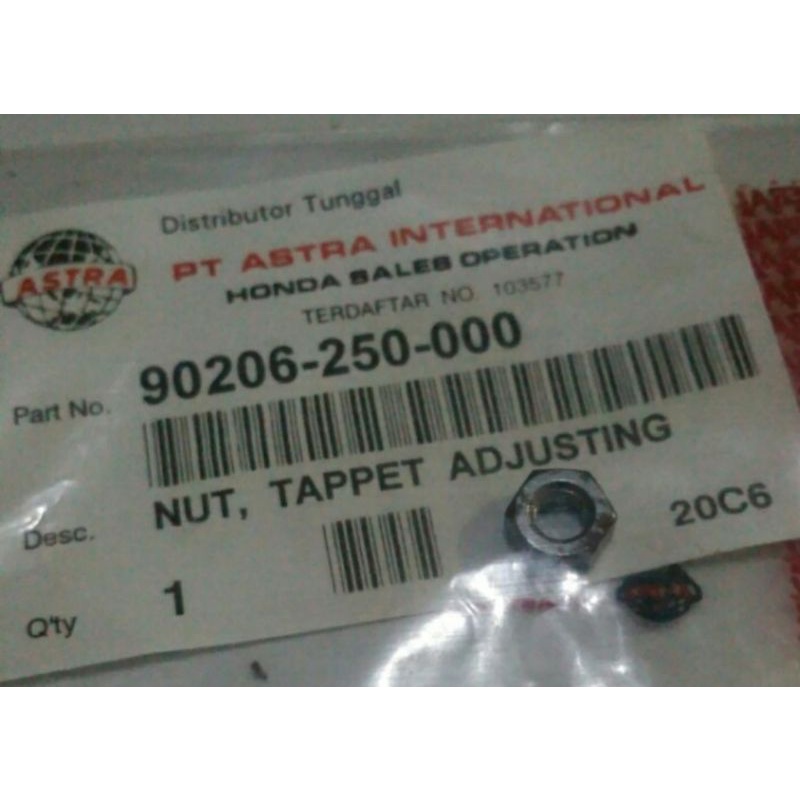 Distributor Tunggal
ASTRA
PT ASTRA INTERNATIONAL
HONDA SALES OPERATION
TERDAFTAR NO. 103577
Part No. 90206-250-000
Desc. NUT, TAPPET ADJUSTING
20C6
Q'ty 1